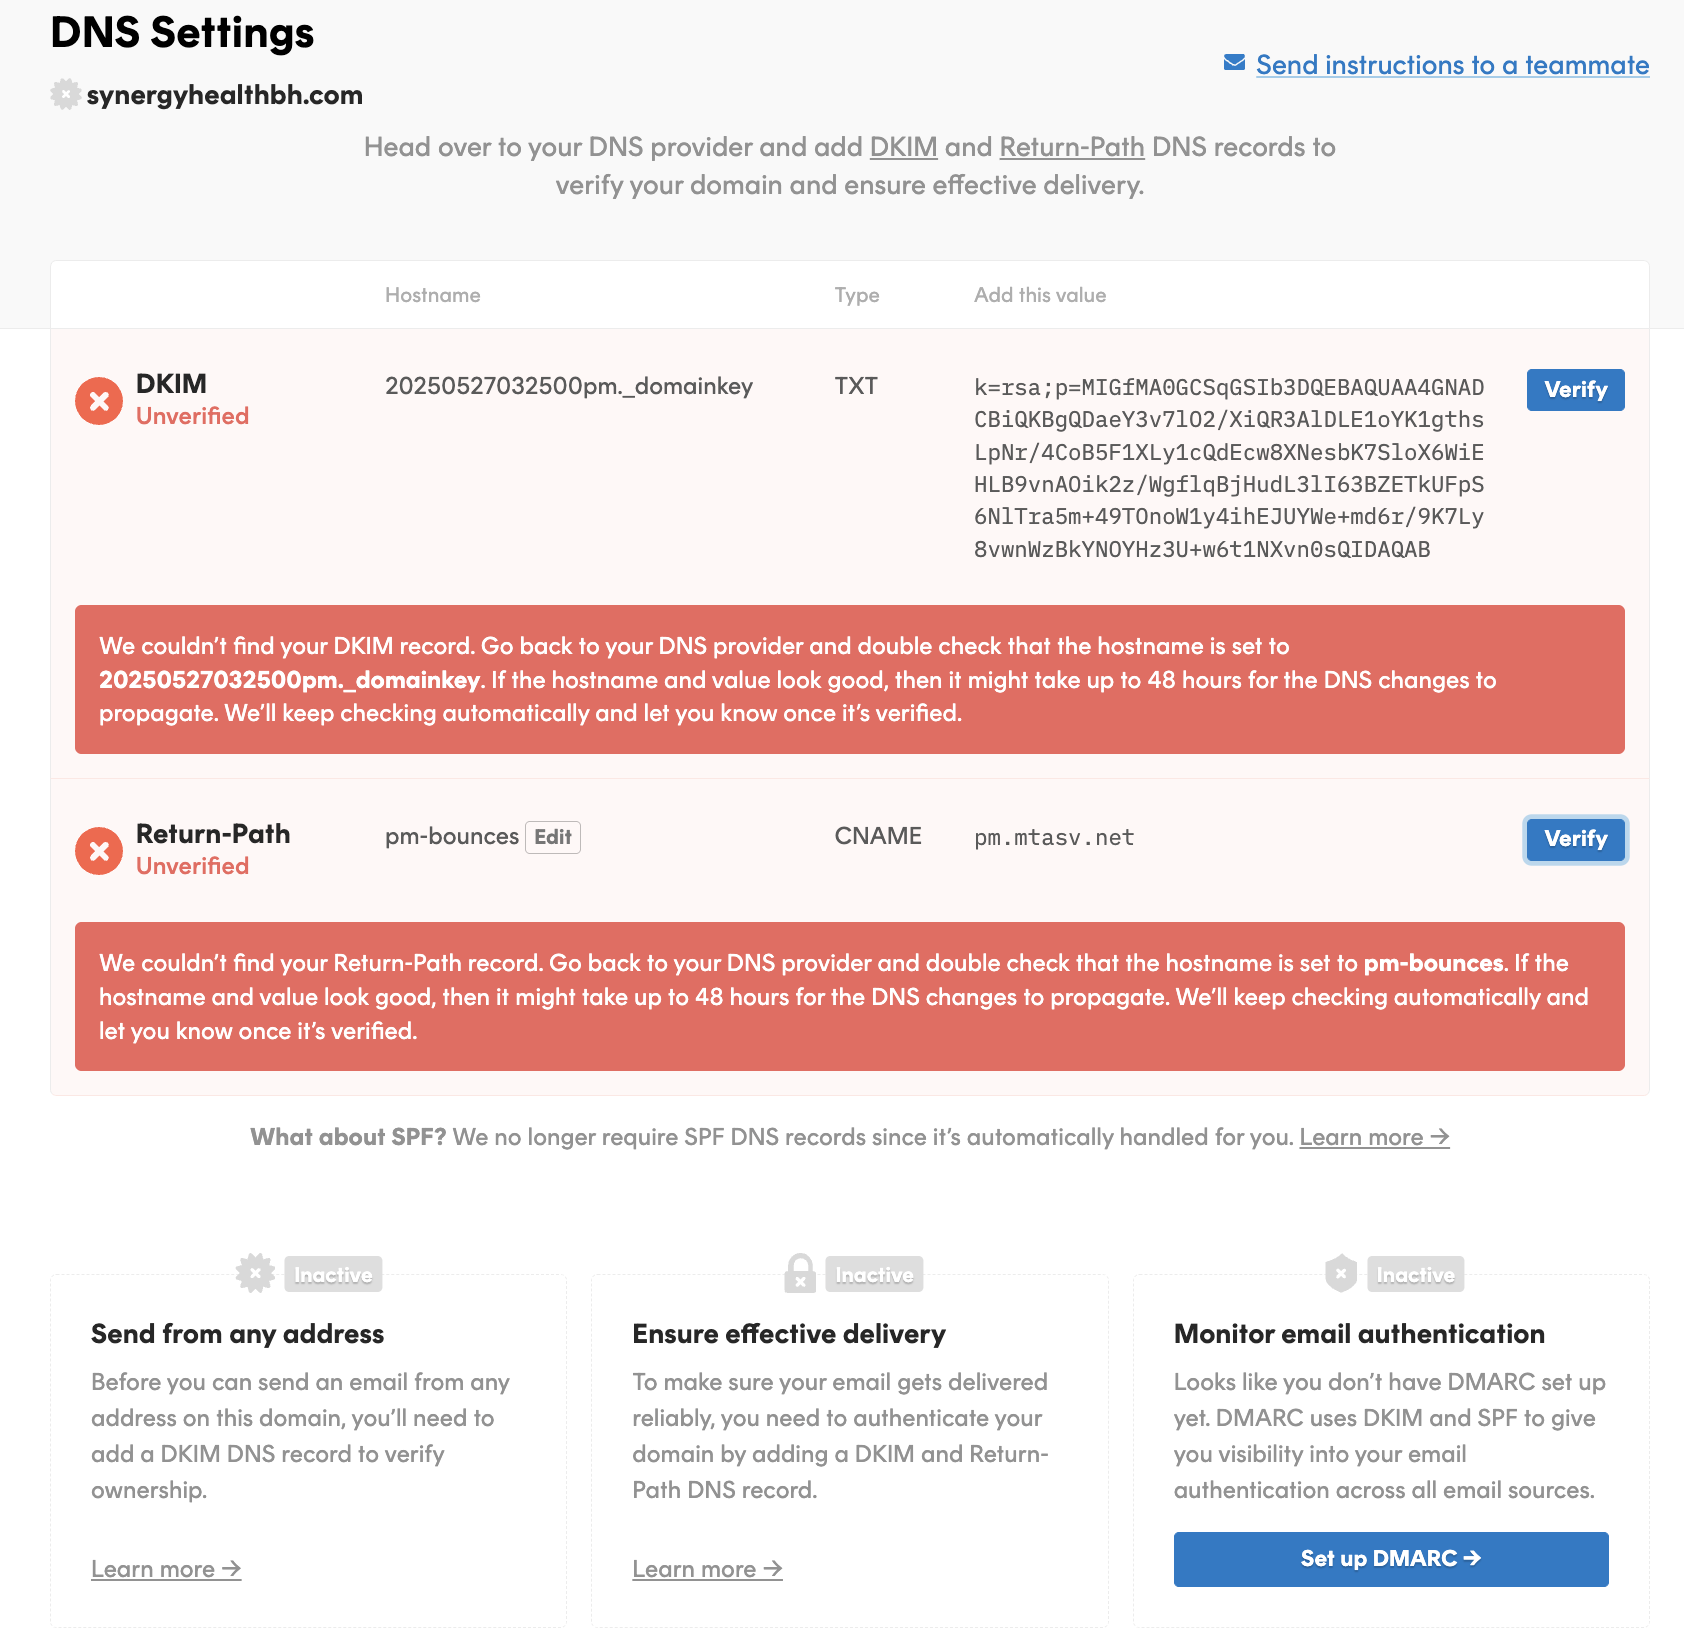 DNS Settings
Send instructions to a teammate
synergyhealthbh.com
Head over to your DNS provider and add DKIM and Return-Path DNS records to
verify your domain and ensure effective delivery.
Hostname Type Add this value
DKIM
Unverified
20250527032500pm._domainkey
TXT
k=rsa;p=MIGfMA0GCSqGSIb3DQEBAQUAA4GNAD
CBiQKBgQDaeY3v7lO2/XiQR3AlDLE1oYK1gths
LpNr/4CoB5F1XLy1cQdEcw8XNesbK7SloX6WiE
HLB9vnAOik2z/WgflqBjHudL3lI63BZETkUFpS
6NlTra5m+49TOnoW1y4ihEJUYWe+md6r/9K7Ly
8vwnWzBkYNOYHz3U+w6t1NXvn0sQIDAQAB
Verify
We couldn’t find your DKIM record. Go back to your DNS provider and double check that the hostname is set to
20250527032500pm._domainkey. If the hostname and value look good, then it might take up to 48 hours for the DNS changes to
propagate. We’ll keep checking automatically and let you know once it’s verified.
Return-Path
Unverified
pm-bounces Edit
CNAME
pm.mtasv.net
Verify
We couldn’t find your Return-Path record. Go back to your DNS provider and double check that the hostname is set to pm-bounces. If the
hostname and value look good, then it might take up to 48 hours for the DNS changes to propagate. We’ll keep checking automatically and
let you know once it’s verified.
What about SPF? We no longer require SPF DNS records since it’s automatically handled for you. Learn more →
Inactive
Send from any address
Before you can send an email from any
address on this domain, you’ll need to
add a DKIM DNS record to verify
ownership.
Learn more →
Inactive
Ensure effective delivery
To make sure your email gets delivered
reliably, you need to authenticate your
domain by adding a DKIM and Return-
Path DNS record.
Learn more →
Inactive
Monitor email authentication
Looks like you don’t have DMARC set up
yet. DMARC uses DKIM and SPF to give
you visibility into your email
authentication across all email sources.
Set up DMARC →